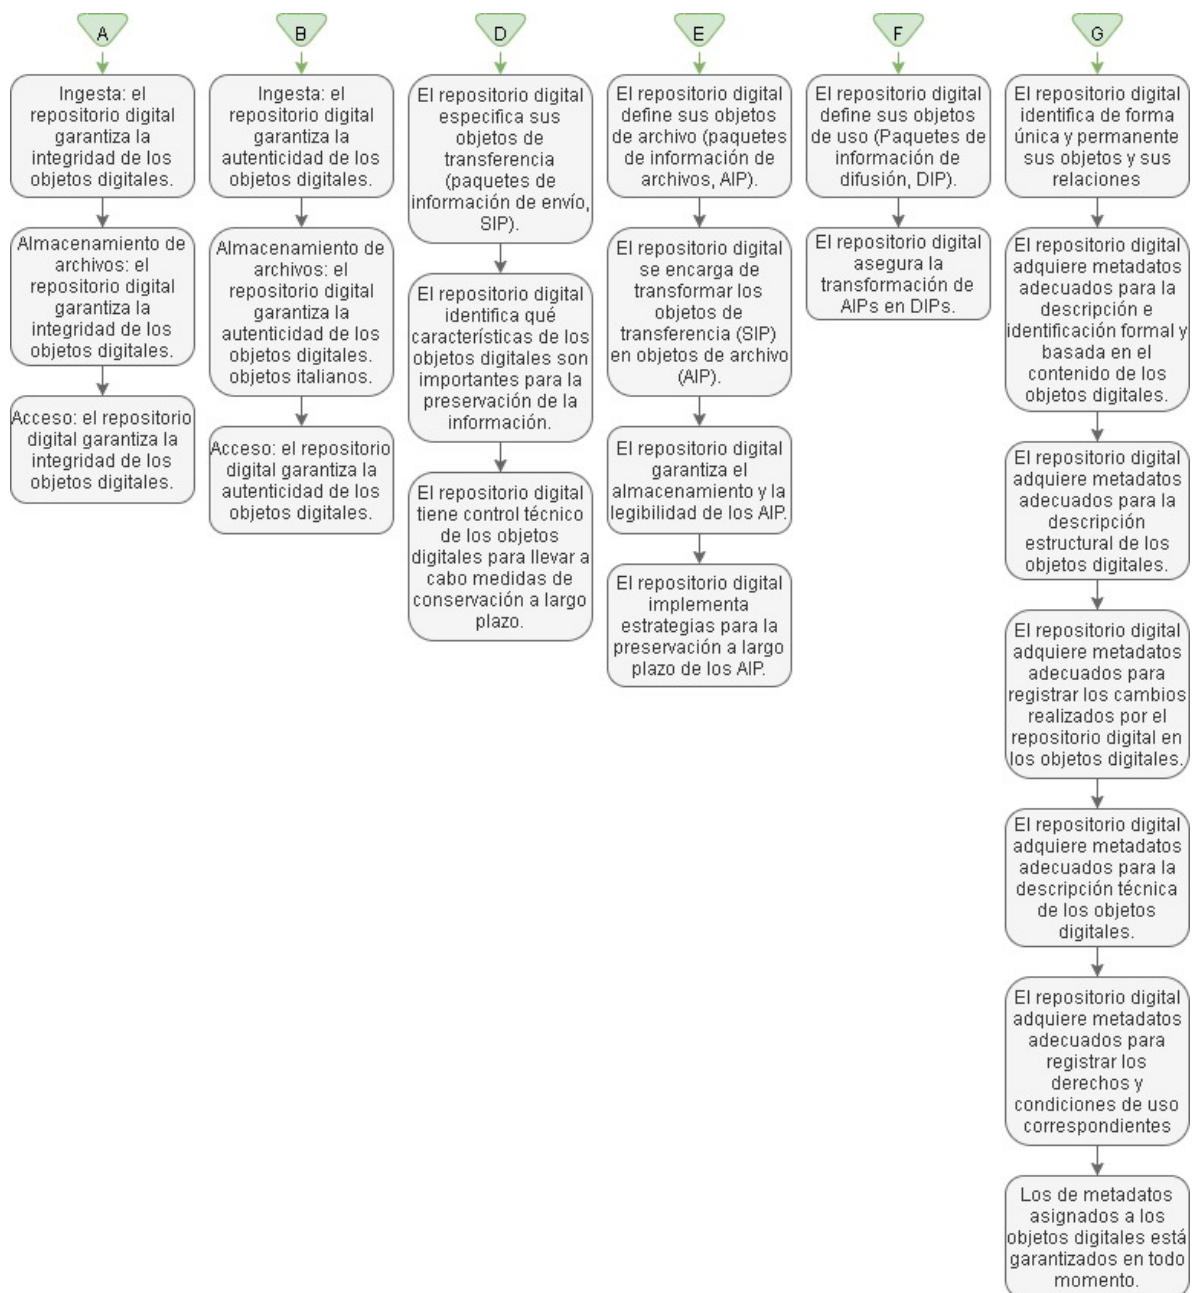 A
Ingesta: el
repositorio digital
garantiza la
integridad de los
objetos digitales.
Almacenamiento de
archivos: el
repositorio digital
garantiza la
integridad de los
objetos digitales.
Acceso: el repositorio
digital garantiza la
integridad de los
objetos digitales.
B
Ingesta: el
repositorio digital
garantiza la
autenticidad de los
objetos digitales.
Almacenamiento de
archivos: el
repositorio digital
garantiza la
autenticidad de los
objetos digitales.
objetos italianos.
Acceso: el repositorio
digital garantiza la
autenticidad de los
objetos digitales.
D
El repositorio digital
especifica sus
objetos de
transferencia
(paquetes de
información de envío,
SIP).
El repositorio digital
identifica qué
características de los
objetos digitales son
importantes para la
preservación de la
información.
El repositorio digital
tiene control técnico
de los objetos
digitales para llevar a
cabo medidas de
conservación a largo
plazo.
E
El repositorio digital
define sus objetos
de archivo (paquetes
de información de
archivos, AIP).
El repositorio digital
se encarga de
transformar los
objetos de
transferencia (SIP)
en objetos de archivo
(AIP).
El repositorio digital
garantiza el
almacenamiento y la
legibilidad de los AIP.
El repositorio digital
implementa
estrategias para la
preservación a largo
plazo de los AIP.
F
El repositorio digital
define sus objetos
de uso (Paquetes de
información de
difusión, DIP).
El repositorio digital
asegura la
transformación de
AIPs en DIPs.
G
El repositorio digital
identifica de forma
única y permanente
sus objetos y sus
relaciones
El repositorio digital
adquiere metadatos
adecuados para la
descripción e
identificación formal y
basada en el
contenido de los
objetos digitales.
El repositorio digital
adquiere metadatos
adecuados para la
descripción
estructural de los
objetos digitales.
El repositorio digital
adquiere metadatos
adecuados para
registrar los cambios
realizados por el
repositorio digital en
los objetos digitales.
El repositorio digital
adquiere metadatos
adecuados para la
descripción técnica
de los objetos
digitales.
El repositorio digital
adquiere metadatos
adecuados para
registrar los
derechos y
condiciones de uso
correspondientes
Los de metadatos
asignados a los
objetos digitales está
garantizados en todo
momento.